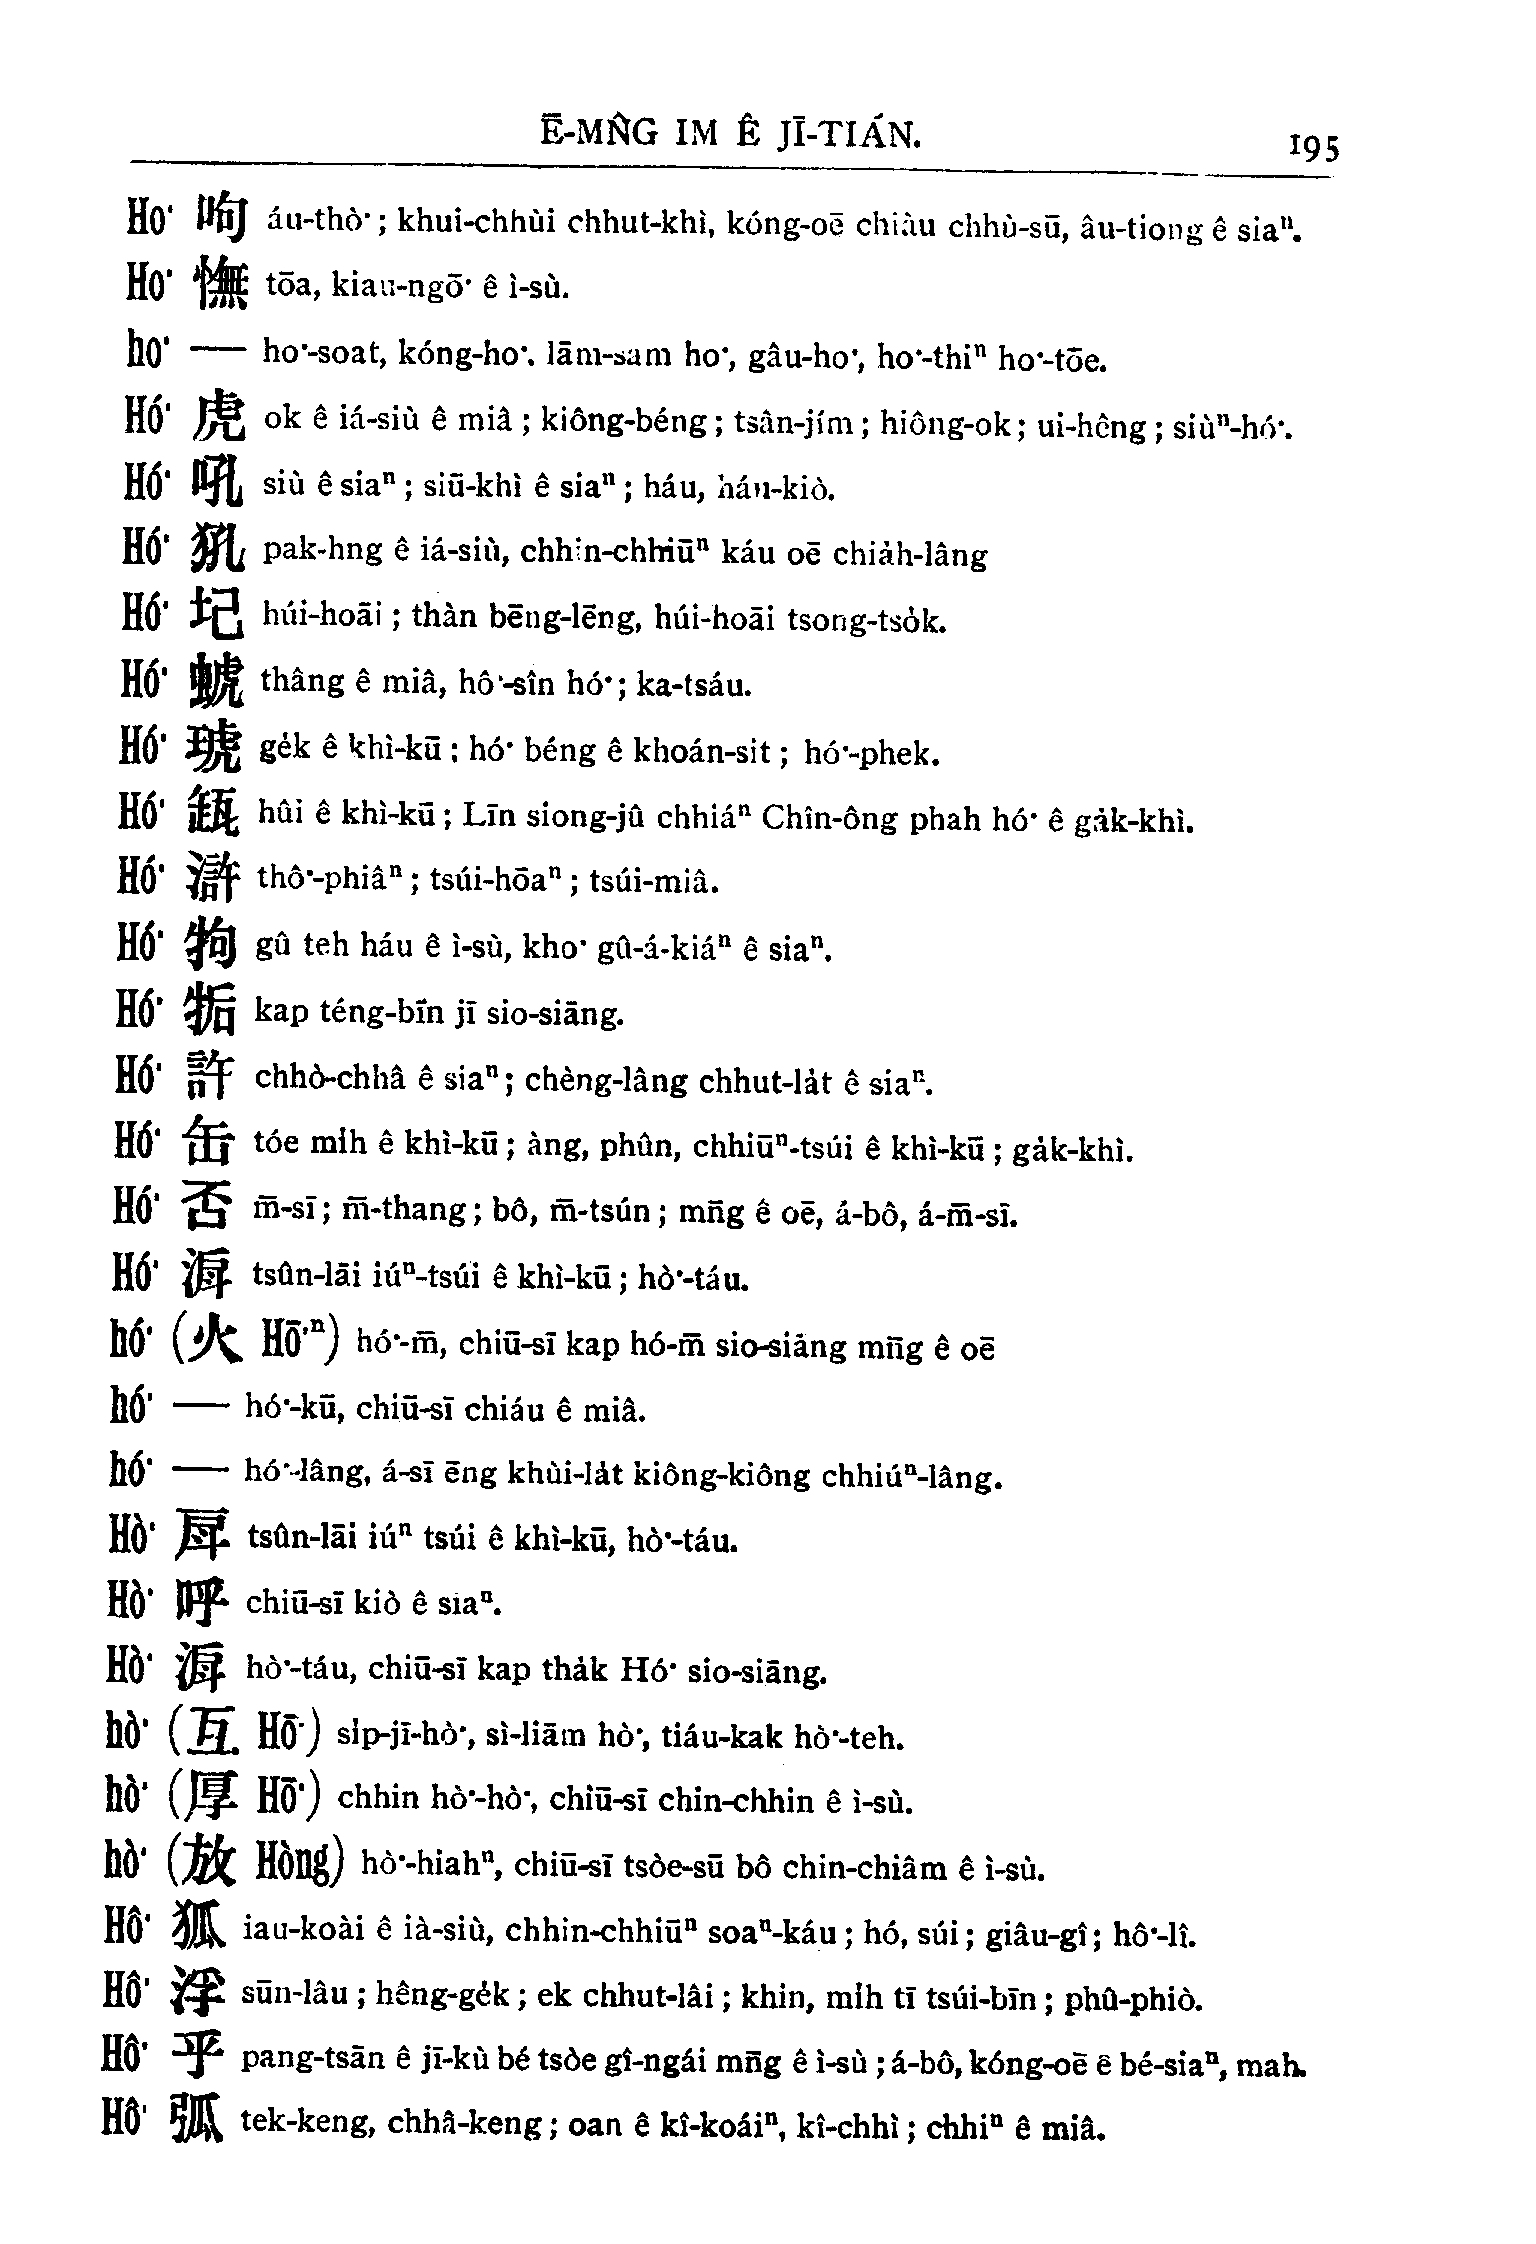 Ē-MN̂G IM Ê JĪ-TIÁN.
195
Ho͘ 呴 áu-thò͘ ; khui-chhùi chhut-khì, kóng-oē chiàu chhù-sū, âu-tiong ê siaⁿ.
Ho͘ 憮 tōa, kiau-ngō͘ ê ì-sù.
ho͘ — ho͘-soat, kóng-ho͘. lām-sam ho͘, gâu-ho͘, ho͘-thiⁿ ho͘-tōe.
Hó͘ 虎 ok ê iá-siù ê miâ ; kiông-béng ; tsân-jím ; hiông-ok ; ui-hêng ; siùⁿ-hó͘.
Hó͘ 吼 siù ê siaⁿ ; siū-khì ê siaⁿ ; háu, háu-kiò.
Hó͘ 犼 pak-hng ê iá-siù, chhin-chhiūⁿ káu oē chia̍h-lâng
Hó͘ 圮 húi-hoāi ; thàn bēng-lēng, húi-hoāi tsong-tso̍k.
Hó͘ 螝 thâng ê miâ, hô͘-sîn hó͘ ; ka-tsáu.
Hó͘ 琥 ge̍k ê khì-kū ; hó͘ béng ê khoán-sit ; hó͘-phek.
Hó͘ 缻 hûi ê khì-kū ; Līn siong-jû chhiáⁿ Chîn-ông phah hó͘ ê ga̍k-khì.
Hó͘ 滸 thô͘-phiâⁿ ; tsúi-hōaⁿ ; tsúi-miâ.
Hó͘ 㸸 gû teh háu ê ì-sù, kho͘ gû-á-kiáⁿ ê siaⁿ.
Hó͘ 㸵 kap téng-bīn jī sio-siāng.
Hó͘ 許 chhò-chhâ ê siaⁿ ; chèng-lâng chhut-la̍t ê siaⁿ.
Hó͘ 缶 tóe mi̍h ê khì-kū ; àng, phûn, chhiūⁿ-tsúi ê khì-kū ; ga̍k-khì.
Hó͘ 否 m̄-sī ; m̄-thang ; bô, m̄-tsún ; mn̄g ê oē, á-bô, á-m̄-sī.
Hó͘ 滹 tsûn-lāi iúⁿ-tsúi ê khì-kū ; hò͘-táu.
hó͘ (火 Hō͘ⁿ) hó͘-m̄, chiū-sī kap hó-m̄ sio-siāng mn̄g ê oē
hó͘ — hó͘-kū, chiū-sī chiáu ê miâ.
hó͘ — hó͘-lâng, á-sī ēng khùi-la̍t kiông-kiông chhiúⁿ-lâng.
Hò͘ 戽 tsûn-lāi iúⁿ tsúi ê khì-kū, hò͘-táu.
Hò͘ 呼 chiū-sī kiò ê siaⁿ.
Hò͘ 滹 hò͘-táu, chiū-sī kap tha̍k Hó͘ sio-siāng.
hò͘ (互 Hō͘) si̍p-jī-hò͘, sì-liām hò͘, tiáu-kak hò͘-teh.
hò͘ (厚 Hō͘) chhin hò͘-hò͘, chiū-sī chin-chhin ê ì-sù.
hò͘ (放 Hòng) hò͘-hiahⁿ, chiū-sī tsòe-sū bô chin-chiâm ê ì-sù.
Hô͘ 狐 iau-koài ê ià-siù, chhin-chhiūⁿ soaⁿ-káu ; hó, súi ; giâu-gî ; hô͘-lî.
Hô͘ 浮 sūn-lâu ; hêng-ge̍k ; ek chhut-lâi ; khin, mi̍h tī tsúi-bīn ; phû-phiò.
Hô͘ 乎 pang-tsān ê jī-kù bé tsòe gî-ngái mn̄g ê ì-sù ; á-bô, kóng-oē ê bé-siaⁿ, mah.
Hô͘ 弧 tek-keng, chhâ-keng ; oan ê kî-koáiⁿ, kî-chhì ; chhiⁿ ê miâ.